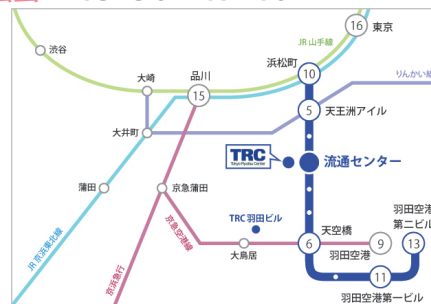 16
東京
渋谷
JR 山手線
浜松町
10
大崎
品川
15
りんかい線
5
天王洲アイル
大井町
TRC
流通センター
蒲田
京急蒲田
TRC 羽田ビル
天空橋
羽田空港
第二ビル
JR 京浜東北線
京急空港線
大鳥居
6
9
13
羽田空港
京浜急行
11
羽田空港第一ビル